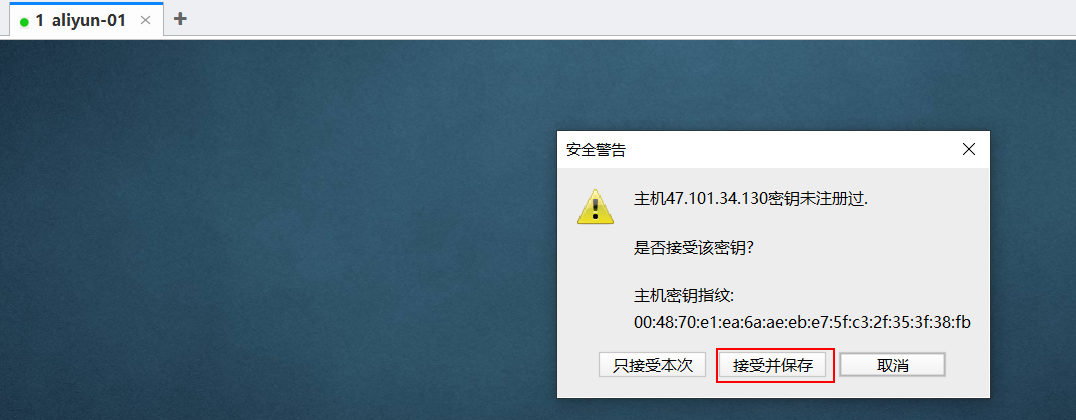 1 aliyun-01
安全警告
主机47.101.34.130密钥未注册过.
是否接受该密钥?
主机密钥指纹:
00:48:70:e1:ea:6a:ae:eb:e7:5f:c3:2f:35:3f:38:fb
只接受本次 接受并保存 取消